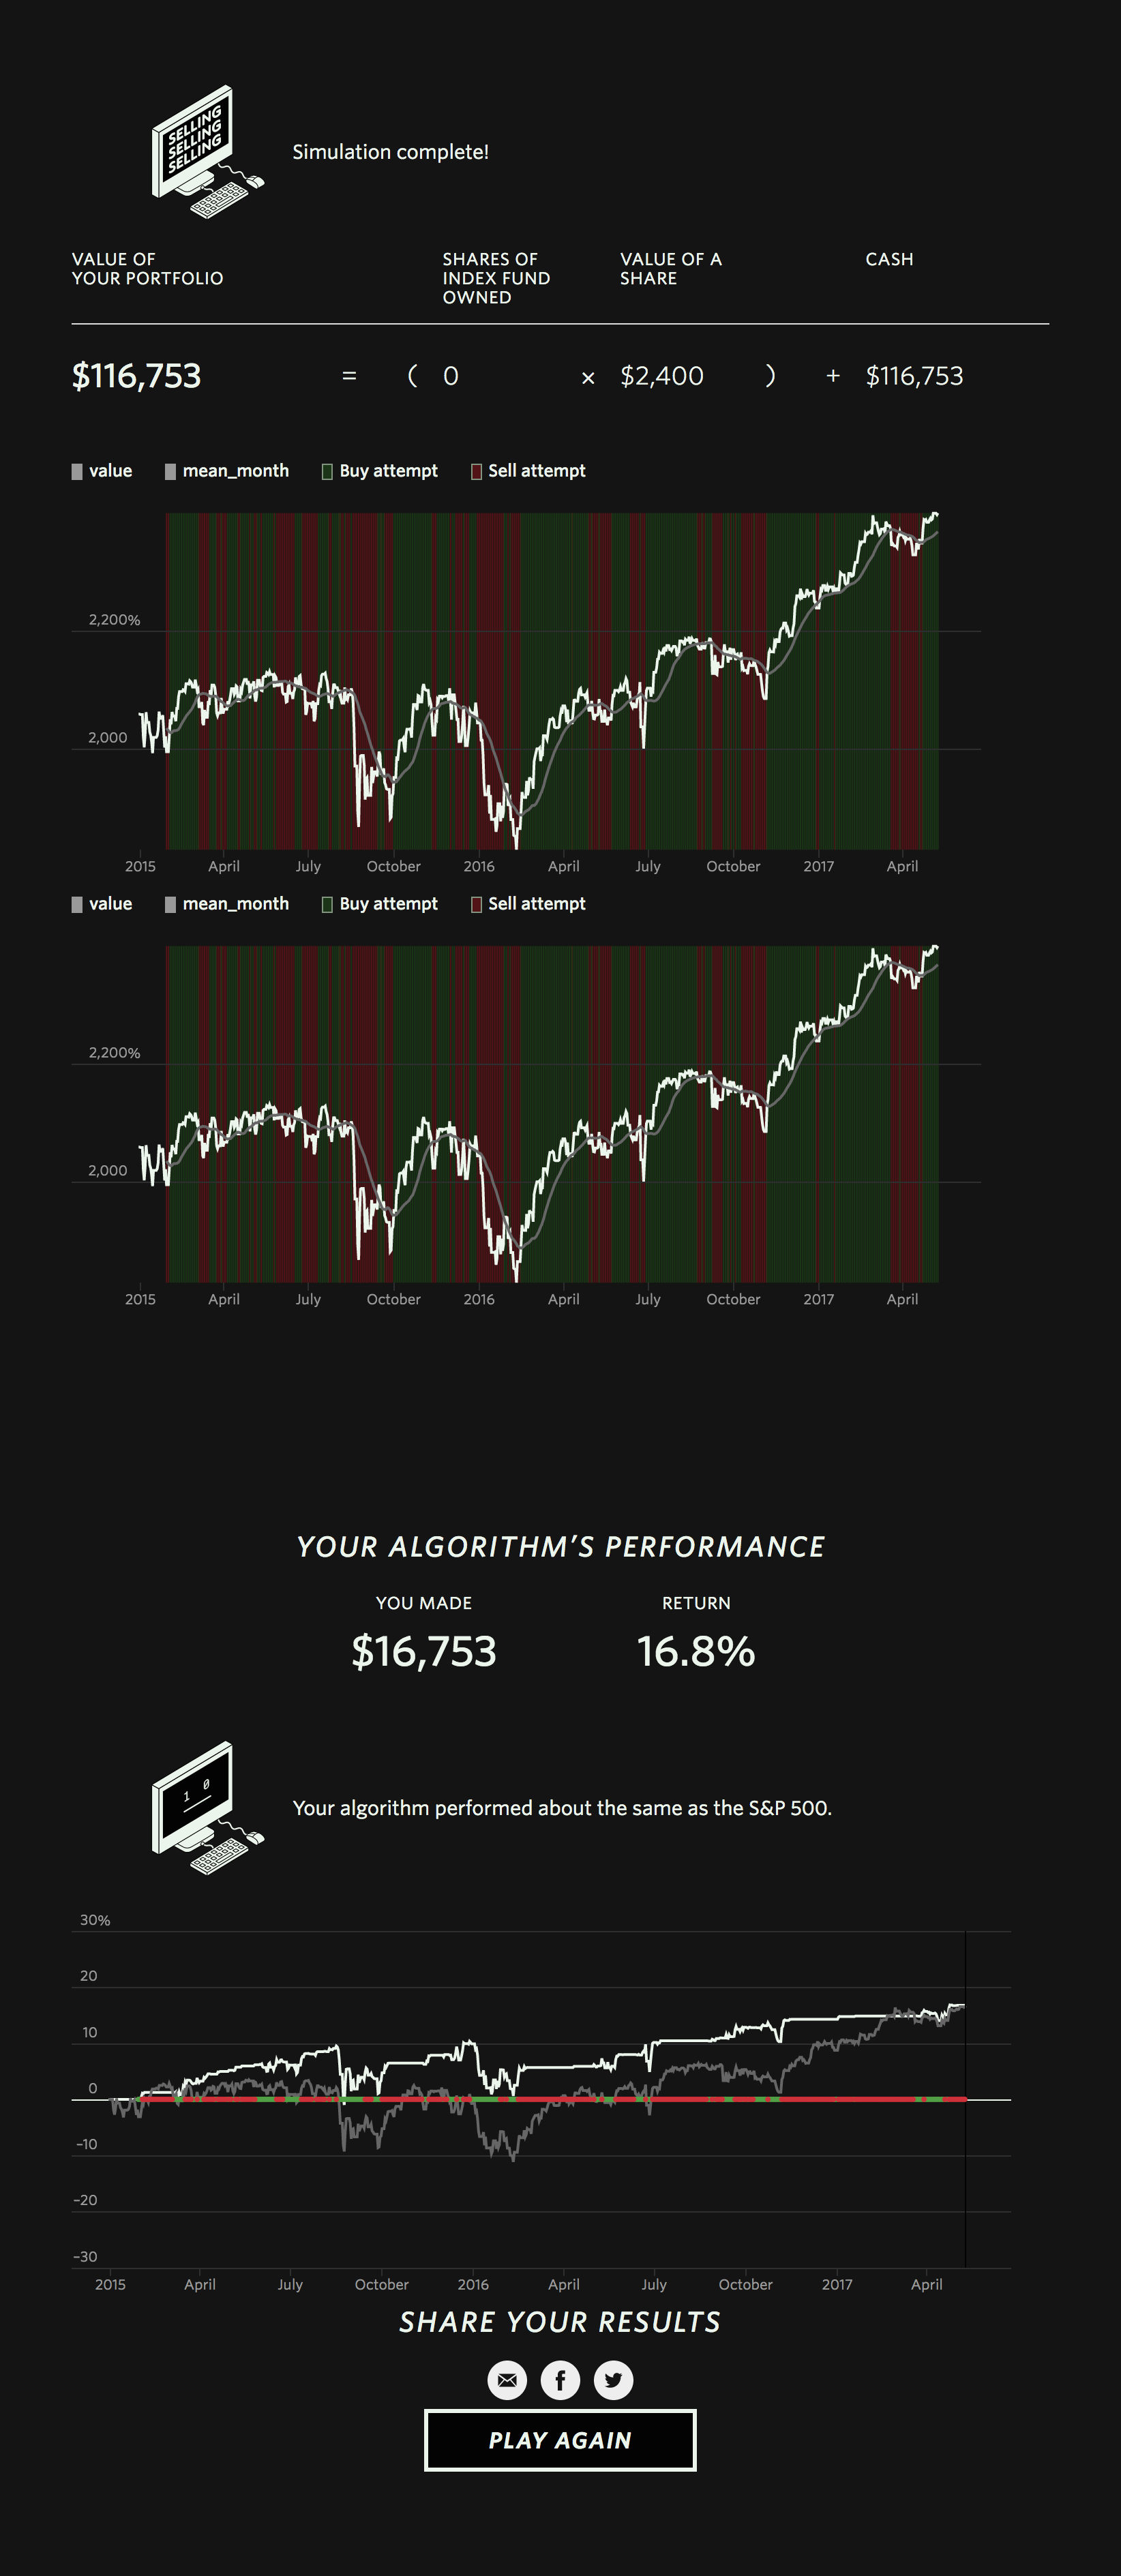 SELLING
SELLING
SELLING
Simulation complete!
VALUE OF
YOUR PORTFOLIO
SHARES OF
INDEX FUND
OWNED
VALUE OF A
SHARE
CASH
$116,753 = ( 0 × $2,400 ) + $116,753
value mean_month Buy attempt Sell attempt
2,200%
2,000
2015 April July October 2016 April July October 2017 April
value mean_month Buy attempt Sell attempt
2,200%
2,000
2015 April July October 2016 April July October 2017 April
YOUR ALGORITHM’S PERFORMANCE
YOU MADE RETURN
$16,753 16.8%
1 0
Your algorithm performed about the same as the S&P 500.
30%
20
10
0
-10
-20
-30
2015 April July October 2016 April July October 2017 April
SHARE YOUR RESULTS
f
PLAY AGAIN